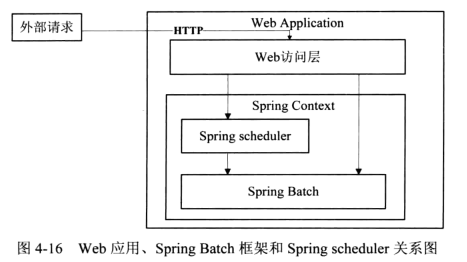 外部请求
HTTP
Web Application
Web访问层
Spring Context
Spring scheduler
Spring Batch
图 4-16 Web 应用、Spring Batch 框架和 Spring scheduler 关系图